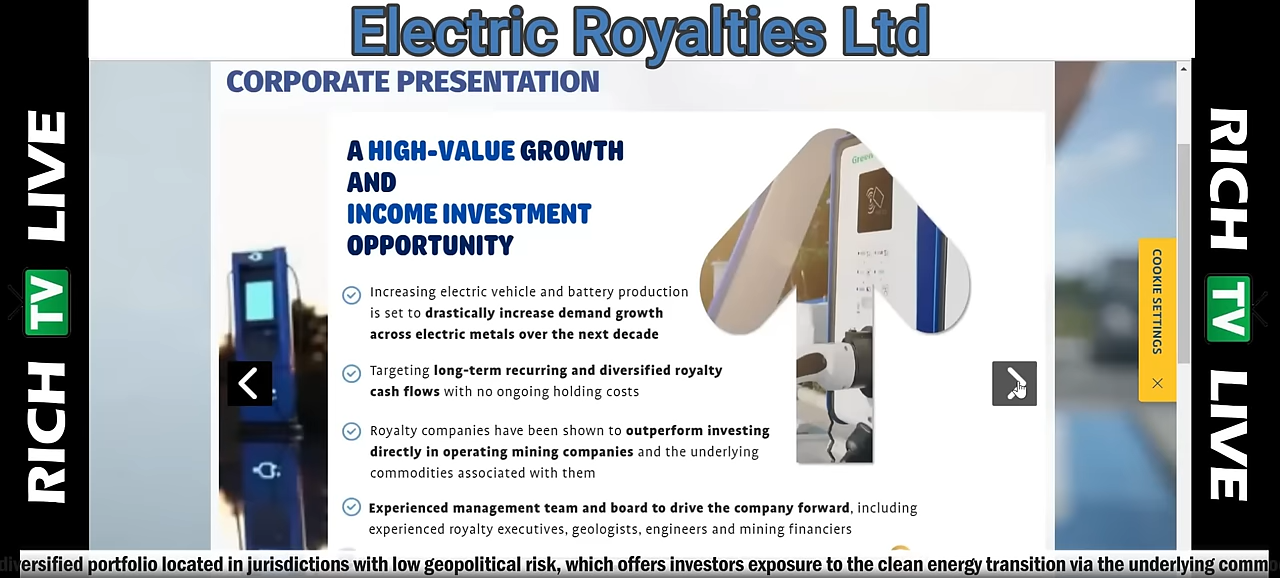 Electric Royalties Ltd
CORPORATE PRESENTATION
A HIGH-VALUE GROWTH
AND
INCOME INVESTMENT
OPPORTUNITY
Increasing electric vehicle and battery production
is set to drastically increase demand growth
across electric metals over the next decade
Targeting long-term recurring and diversified royalty
cash flows with no ongoing holding costs
Royalty companies have been shown to outperform investing
directly in operating mining companies and the underlying
commodities associated with them
Experienced management team and board to drive the company forward, including
experienced royalty executives, geologists, engineers and mining financiers
COOKIE SETTINGS
RICH TV LIVE
RICH TV LIVE
diversified portfolio located in jurisdictions with low geopolitical risk, which offers investors exposure to the clean energy transition via the underlying comm